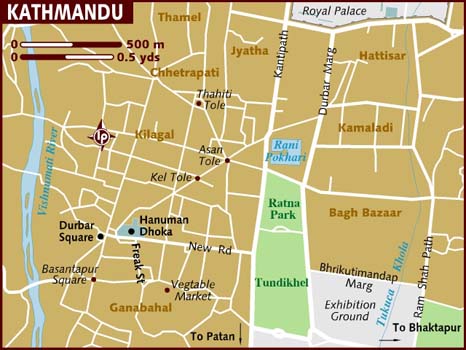 KATHMANDU
0 500 m
0 0.5 yds
Thamel
Royal Palace
Jyatha
Kantipath
Durbar Marg
Hattisar
Chhetrapati
Thahiti
Tole
Vishnumati River
lp
Kilagal
Kamaladi
Asan
Tole
Rani
Pokhari
Kel Tole
Ratna
Park
Bagh Bazaar
Hanuman
Dhoka
Durbar
Square
Freak St
New Rd
Basantapur
Square
Vegtable
Market
Ganabahal
Tundikhel
Bhrikutimandap
Marg
Exhibition
Ground
Tukuca Khola
Ram Shah Path
To Patan
To Bhaktapur